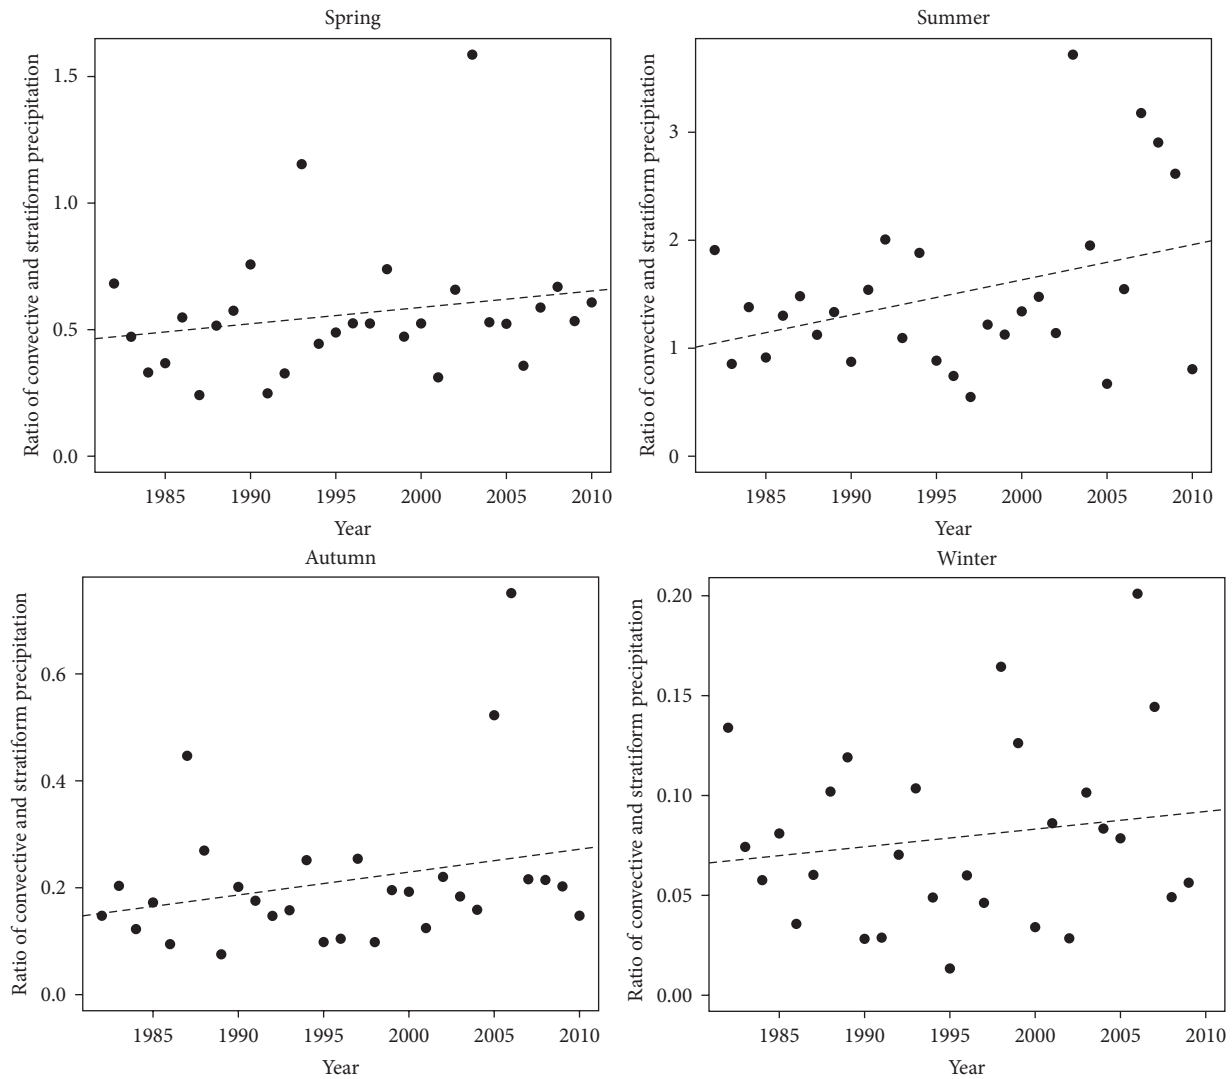 Spring
Ratio of convective and stratiform precipitation
1.5
1.0
0.5
0.0
1985 1990 1995 2000 2005 2010
Year
Summer
Ratio of convective and stratiform precipitation
3
2
1
0
1985 1990 1995 2000 2005 2010
Year
Autumn
Ratio of convective and stratiform precipitation
0.6
0.4
0.2
0.0
1985 1990 1995 2000 2005 2010
Year
Winter
Ratio of convective and stratiform precipitation
0.20
0.15
0.10
0.05
0.00
1985 1990 1995 2000 2005 2010
Year